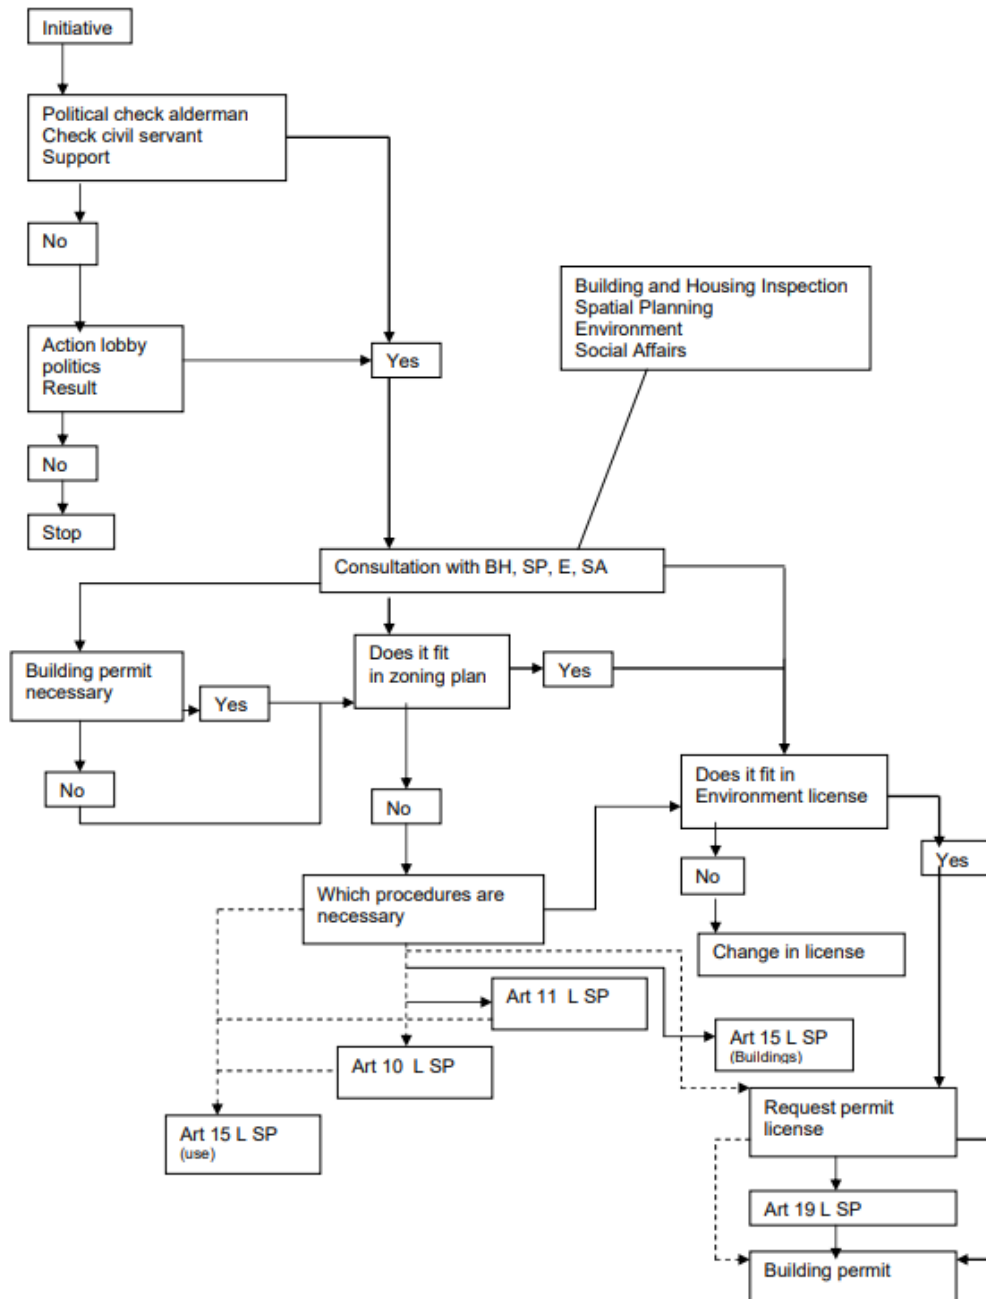 Initiative
Political check alderman
Check civil servant
Support
No
Building and Housing Inspection
Spatial Planning
Environment
Social Affairs
Action lobby
politics
Result
Yes
No
Stop
Consultation with BH, SP, E, SA
Does it fit
in zoning plan
Yes
Building permit
necessary
Yes
No
No
Does it fit in
Environment license
Yes
No
Which procedures are
necessary
Change in license
Art 11 L SP
Art 15 L SP
(Buildings)
Art 10 L SP
Request permit
license
Art 15 L SP
(use)
Art 19 L SP
Building permit